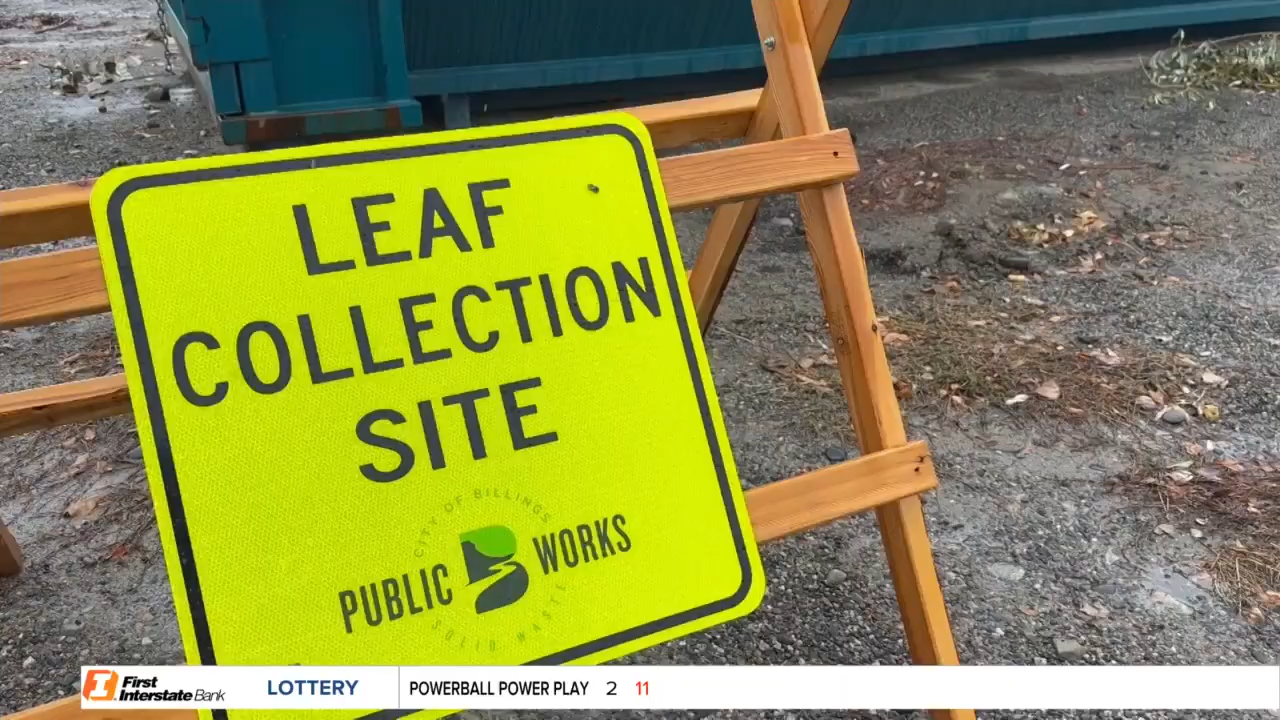 LEAF
COLLECTION
SITE
CITY OF BILLINGS
PUBLIC WORKS
SOLID WASTE
First
Interstate Bank
LOTTERY
POWERBALL POWER PLAY 2 11